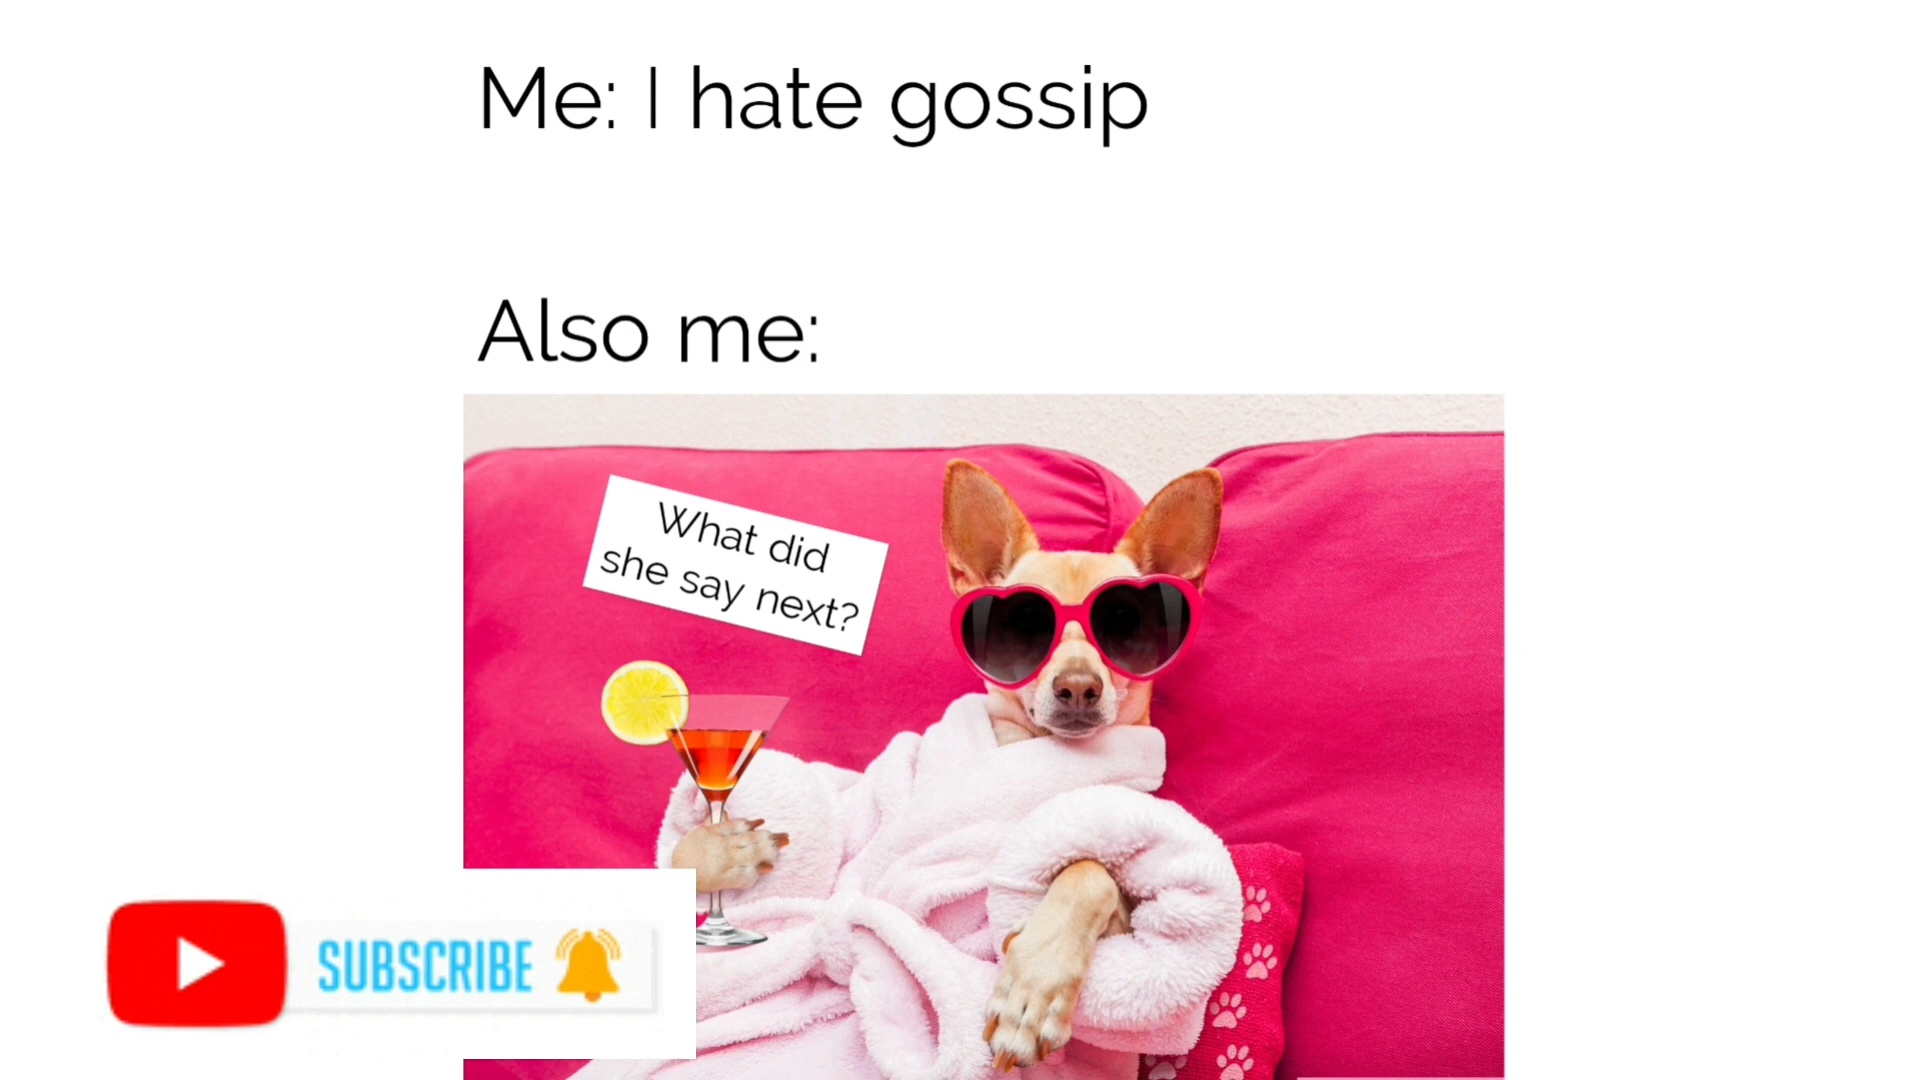 Me: I hate gossip
Also me:
What did
she say next?
SUBSCRIBE